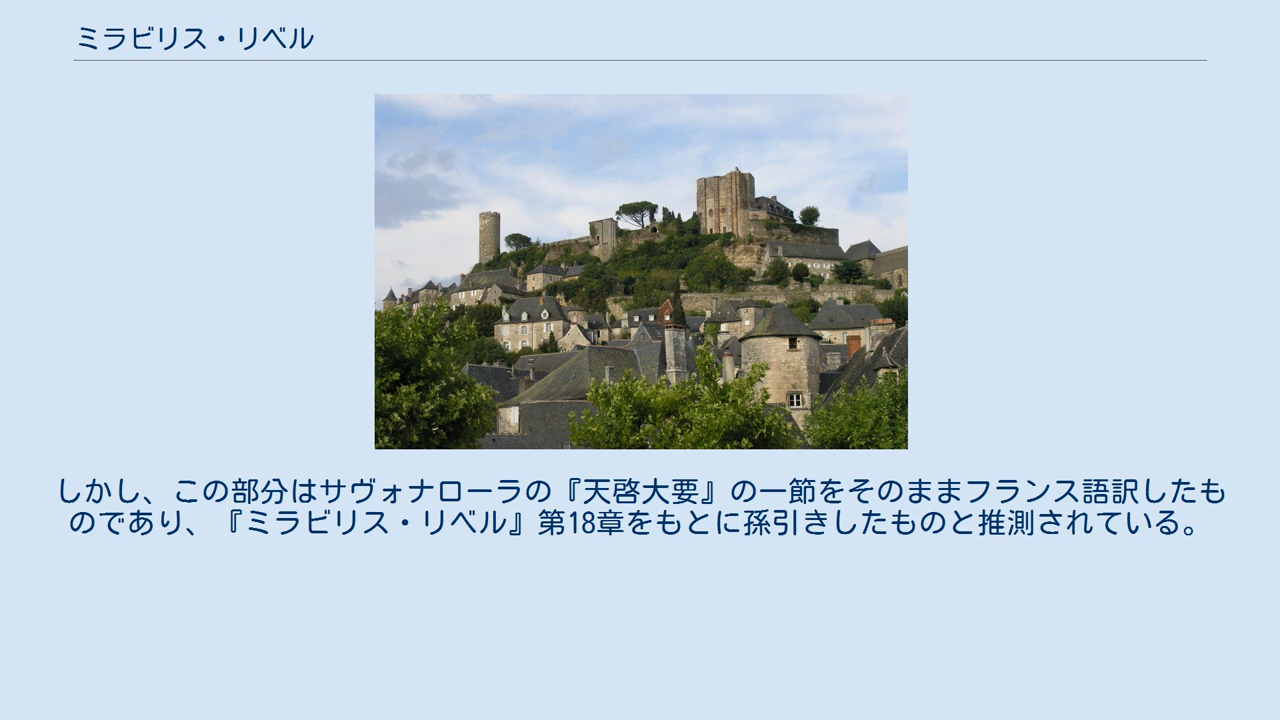 ミラビリス・リベル
しかし、この部分はサヴォナローラの『天啓大要』の一節をそのままフランス語訳したも
のであり、『ミラビリス・リベル』第18章をもとに孫引きしたものと推測されている。